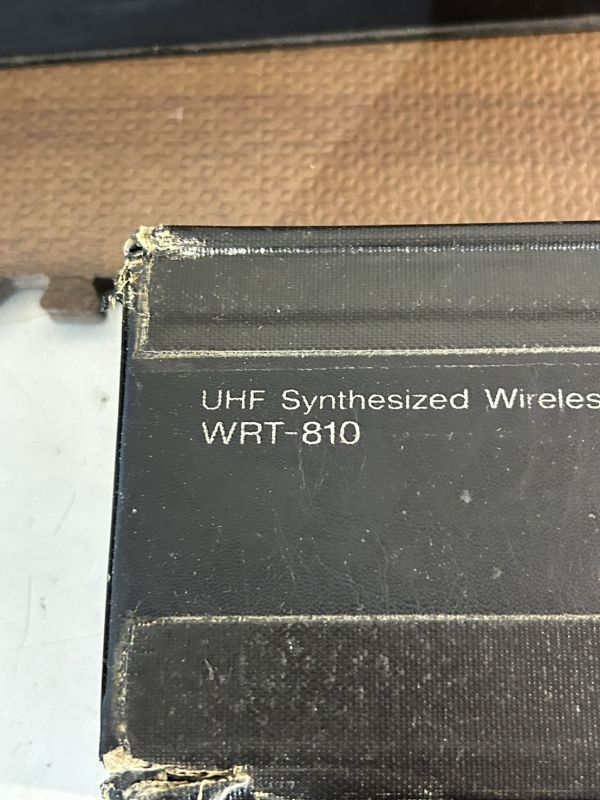 UHF Synthesized Wireles
WRT-810